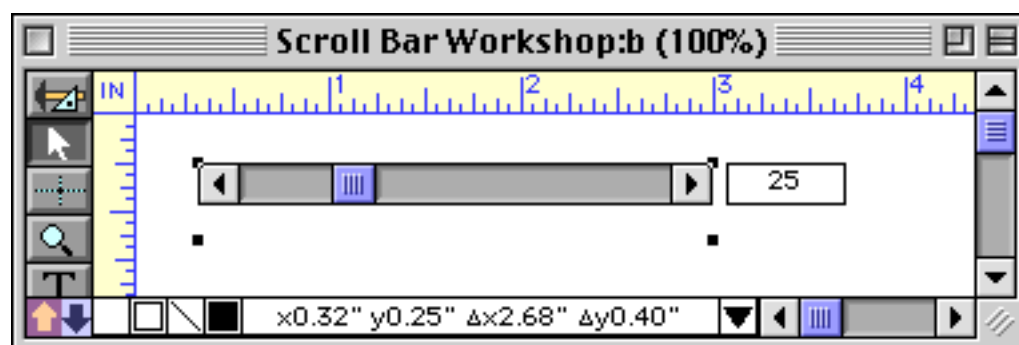 Scroll Bar Workshop:b (100%)
IN 1 2 3 4
25
T
x0.32" y0.25" Δx2.68" Δy0.40"